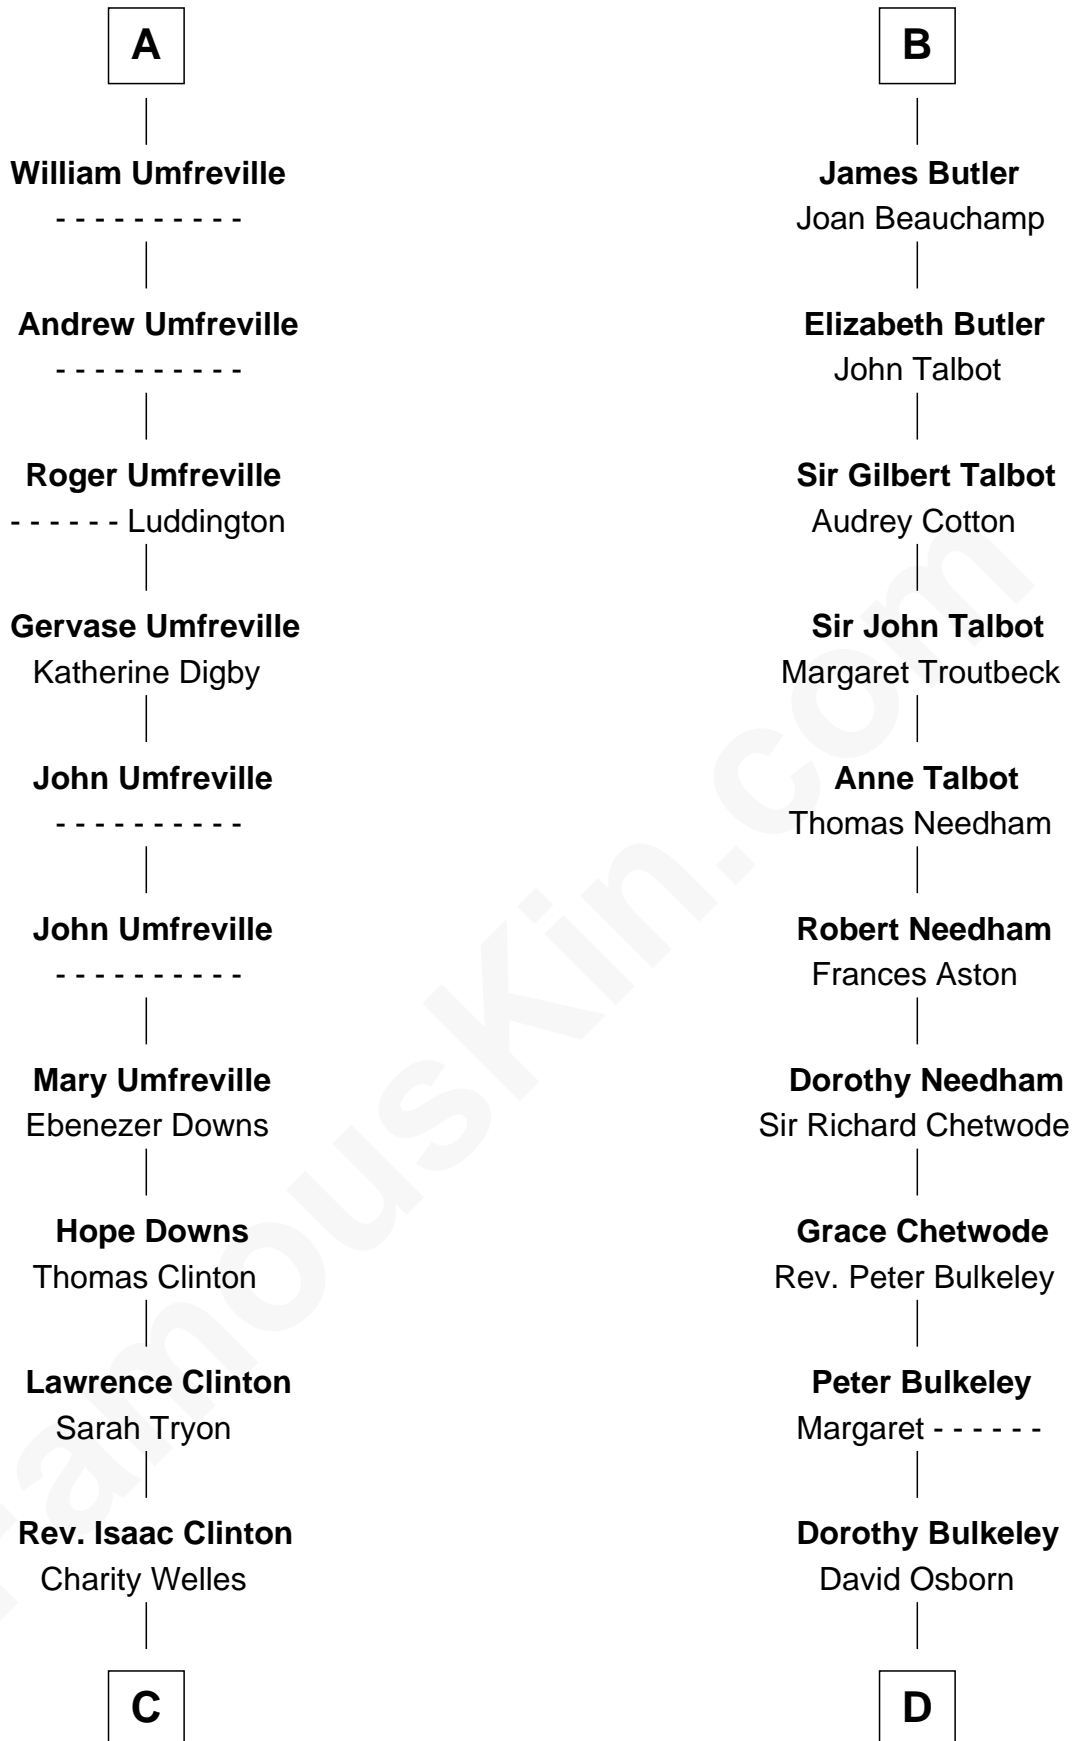 A
William Umfreville
- - - - - - - - - -
Andrew Umfreville
- - - - - - - - - -
Roger Umfreville
- - - - - - Luddington
Gervase Umfreville
Katherine Digby
John Umfreville
- - - - - - - - - -
John Umfreville
- - - - - - - - - -
Mary Umfreville
Ebenezer Downs
Hope Downs
Thomas Clinton
Lawrence Clinton
Sarah Tryon
Rev. Isaac Clinton
Charity Welles
C
B
James Butler
Joan Beauchamp
Elizabeth Butler
John Talbot
Sir Gilbert Talbot
Audrey Cotton
Sir John Talbot
Margaret Troutbeck
Anne Talbot
Thomas Needham
Robert Needham
Frances Aston
Dorothy Needham
Sir Richard Chetwode
Grace Chetwode
Rev. Peter Bulkeley
Peter Bulkeley
Margaret - - - - - -
Dorothy Bulkeley
David Osborn
D
FamousKin.com